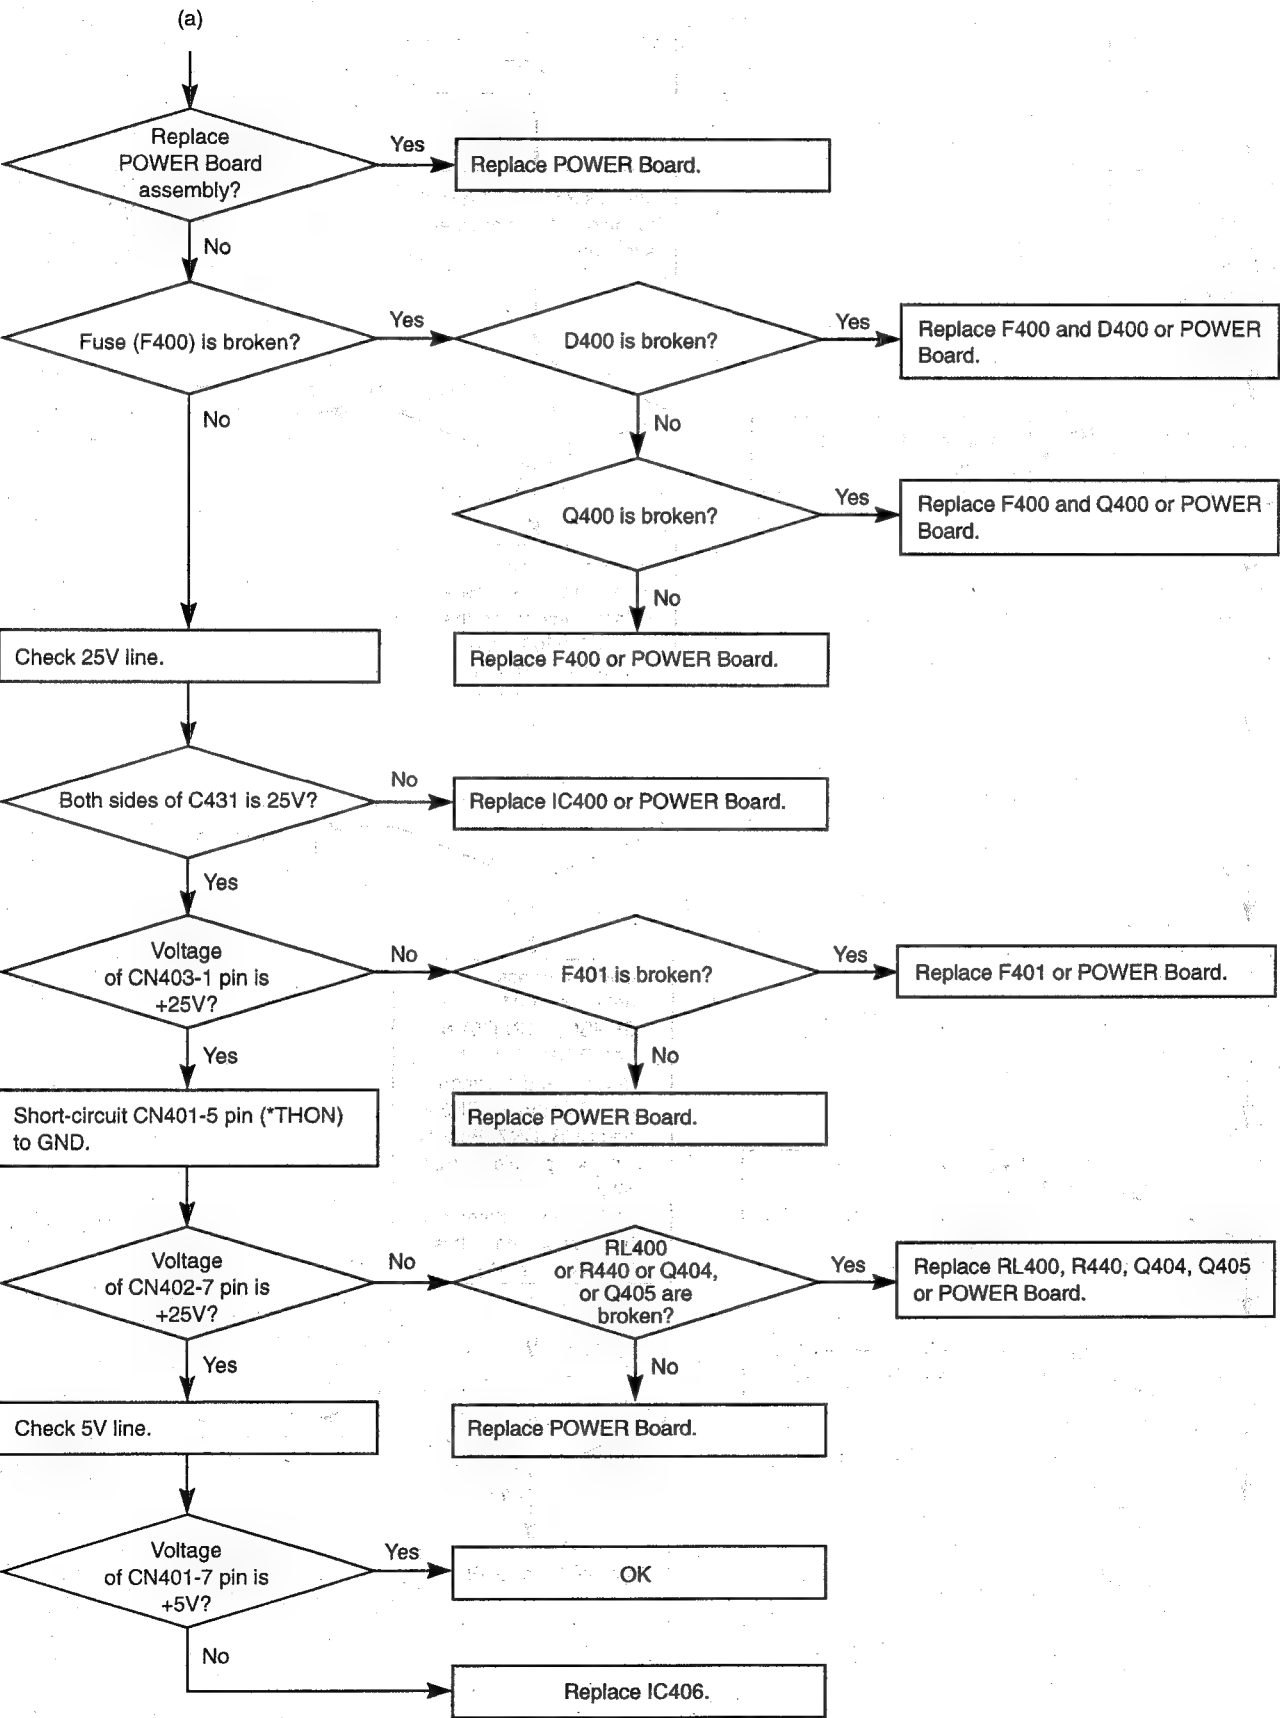 (a)
Replace
POWER Board
assembly?
Yes
Replace POWER Board.
No
Fuse (F400) is broken?
Yes
D400 is broken?
Yes
Replace F400 and D400 or POWER
Board.
No
No
Q400 is broken?
Yes
Replace F400 and Q400 or POWER
Board.
No
Check 25V line.
Replace F400 or POWER Board.
Both sides of C431 is 25V?
No
Replace IC400 or POWER Board.
Yes
Voltage
of CN403-1 pin is
+25V?
No
F401 is broken?
Yes
Replace F401 or POWER Board.
Yes
No
Short-circuit CN401-5 pin (*THON)
to GND.
Replace POWER Board.
Voltage
of CN402-7 pin is
+25V?
No
RL400
or R440 or Q404,
or Q405 are
broken?
Yes
Replace RL400, R440, Q404, Q405
or POWER Board.
Yes
No
Check 5V line.
Replace POWER Board.
Voltage
of CN401-7 pin is
+5V?
Yes
OK
No
Replace IC406.